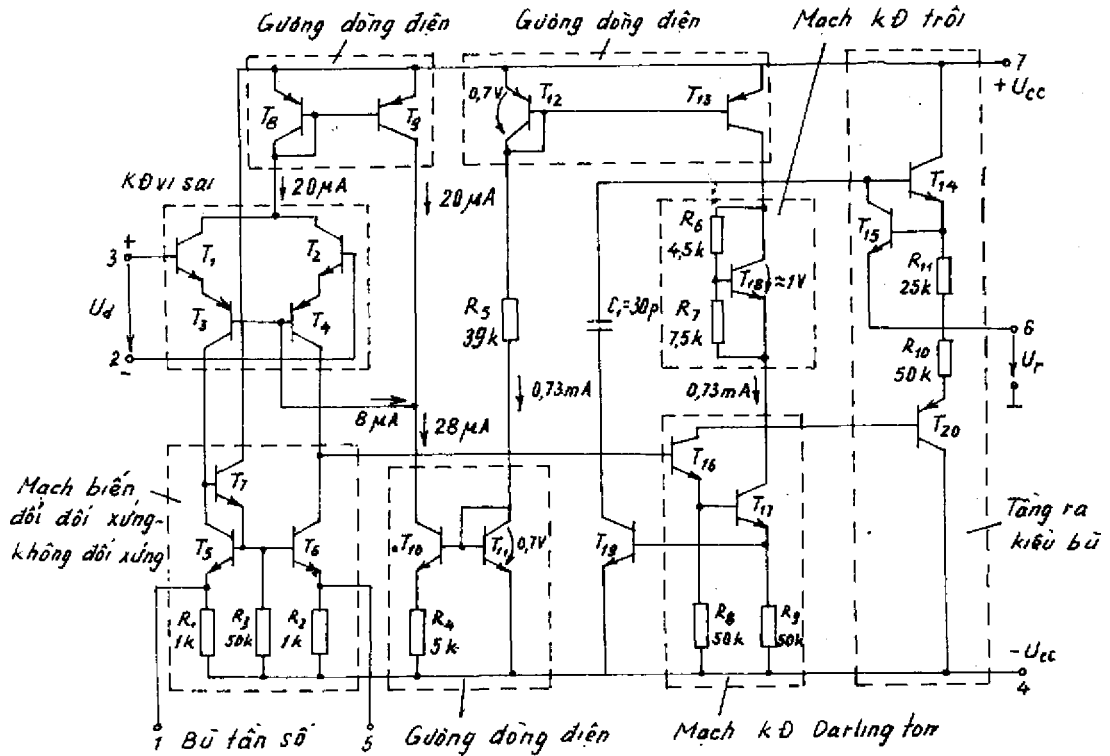 Gương dòng điện
Gương dòng điện
Mạch kĐ trôi
7
+ Ucc
T8
T9
0,7V
T12
T13
KĐ vi sai
20μA
20μA
T14
T15
3 +
T1
T2
R6
4,5k
T18
≈1V
R11
25k
Ud
T3
T4
R5
39k
C1=30p
R7
7,5k
6
2
-
R10
50k
Ur
8μA
28μA
0,73mA
0,73mA
T20
T16
Mạch biến
đổi đối xứng-
không đối xứng
T7
T17
Tầng ra
kiểu bù
T5
T6
T10
T11
0,7V
T19
R1
1k
R3
50k
R2
1k
R4
5k
R8
50k
R9
50k
-Ucc
4
1
Bù tần số
5
Gương dòng điện
Mạch kĐ Darlington